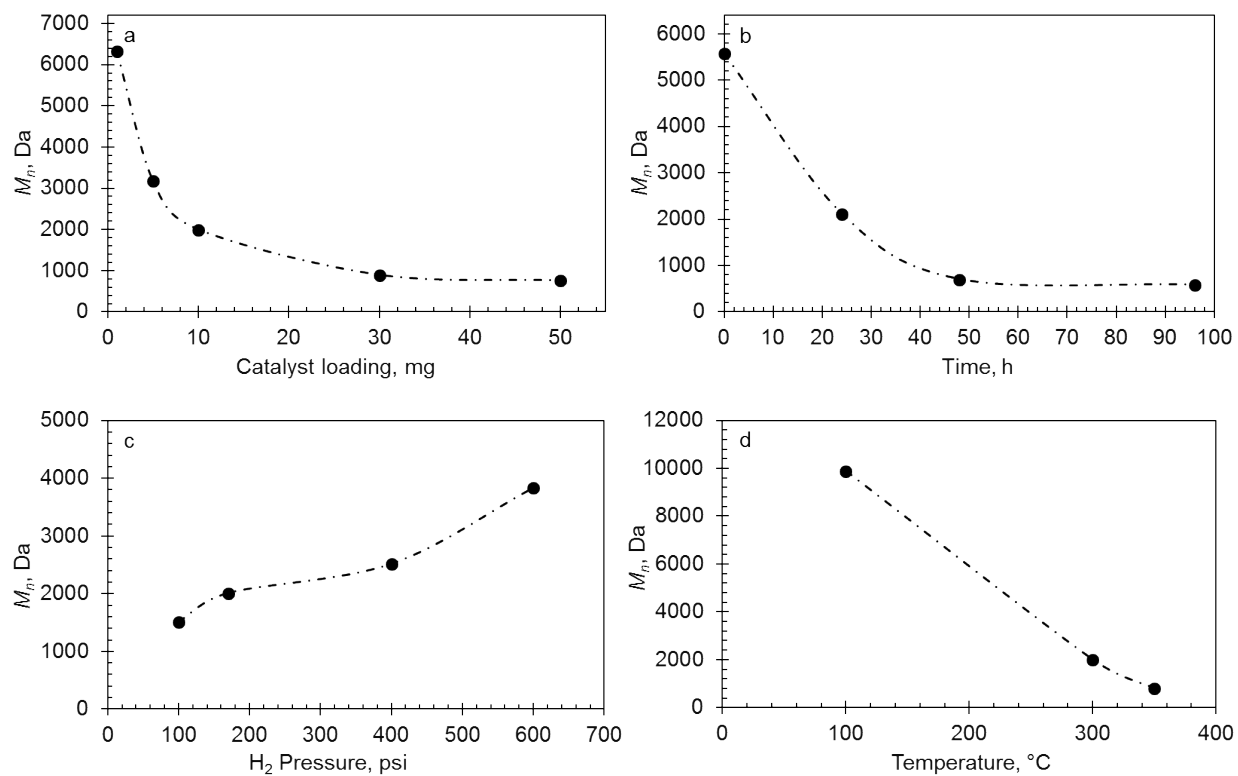 a
7000
6000
5000
4000
3000
2000
1000
0
Mn, Da
0 10 20 30 40 50
Catalyst loading, mg
b
6000
5000
4000
3000
2000
1000
0
Mn, Da
0 10 20 30 40 50 60 70 80 90 100
Time, h
c
5000
4000
3000
2000
1000
0
Mn, Da
0 100 200 300 400 500 600 700
H2 Pressure, psi
d
12000
10000
8000
6000
4000
2000
0
Mn, Da
0 100 200 300 400
Temperature, °C